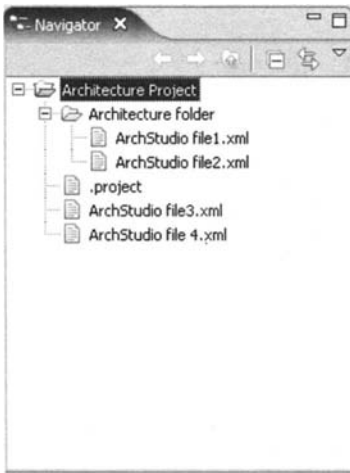 Navigator
Architecture Project
Architecture folder
ArchStudio file1.xml
ArchStudio file2.xml
.project
ArchStudio file3.xml
ArchStudio file 4.xml